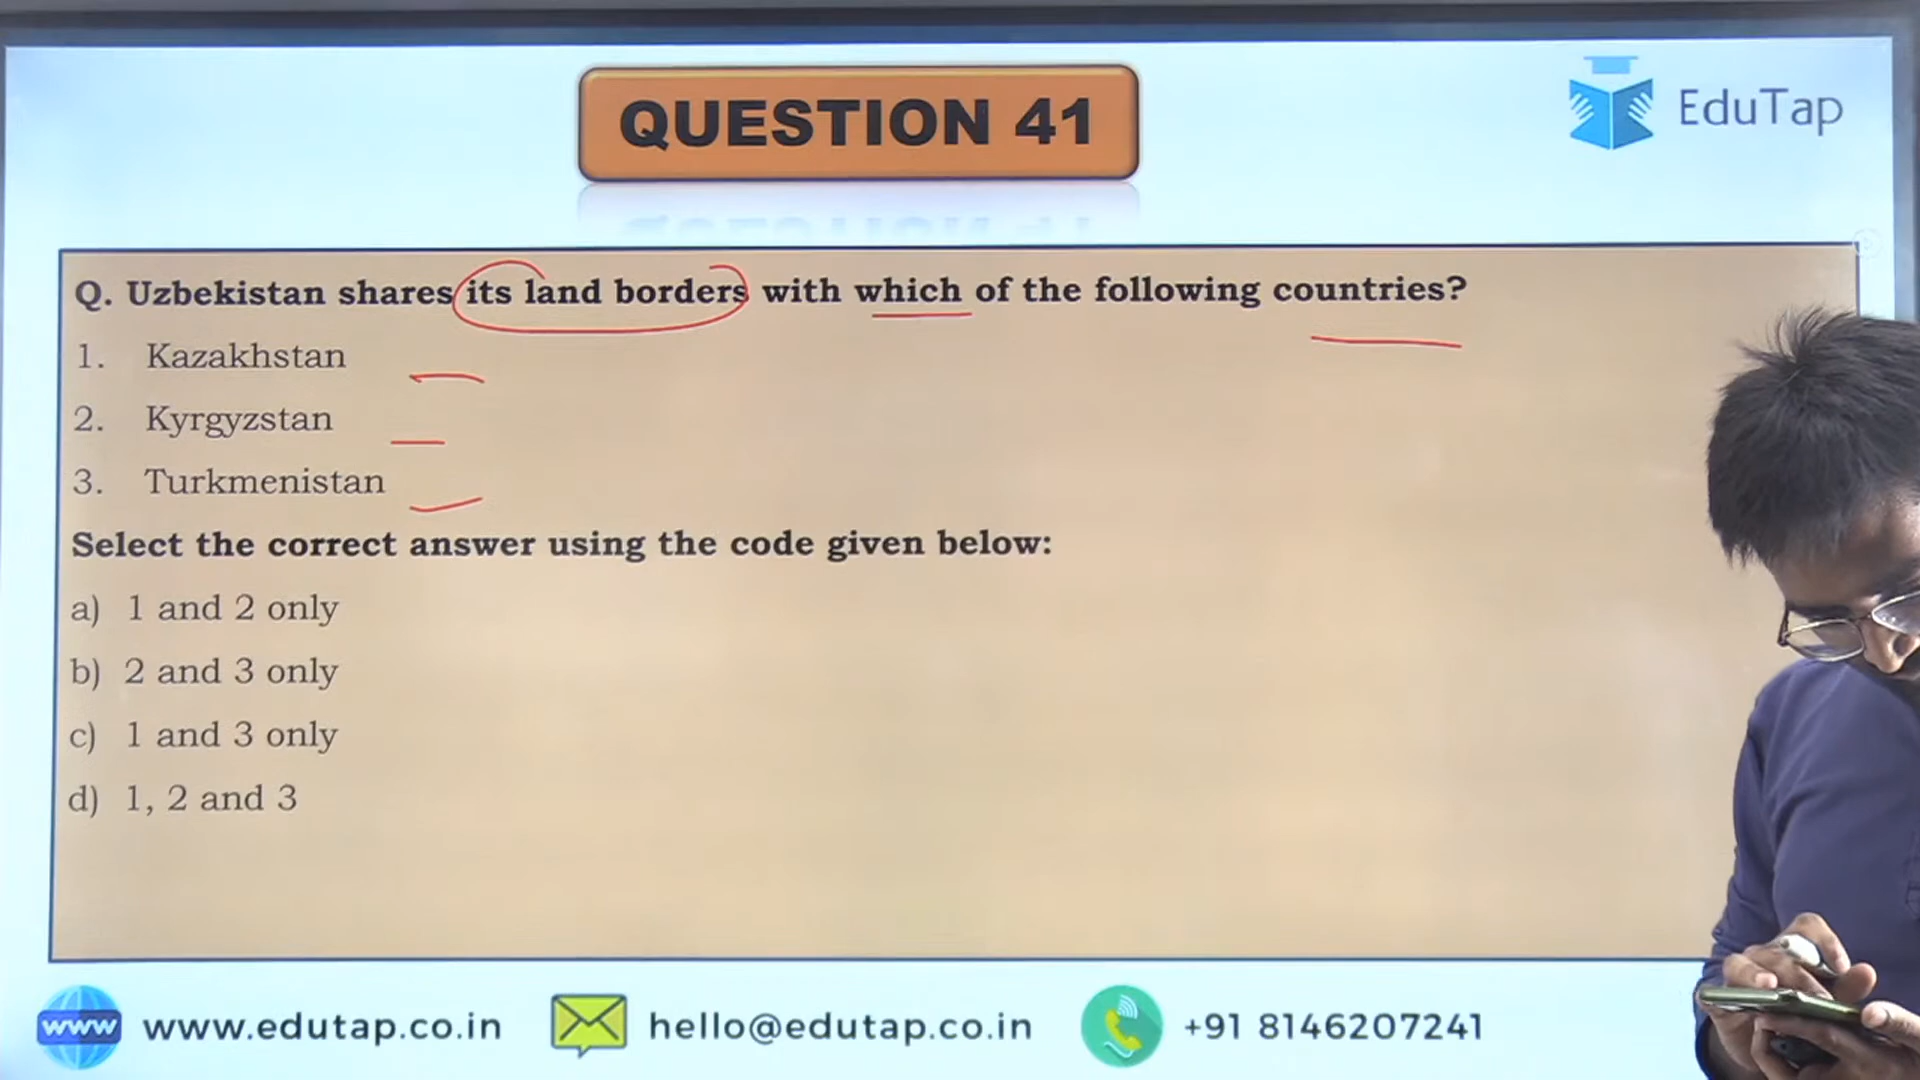 QUESTION 41
EduTap
Q. Uzbekistan shares its land borders with which of the following countries?
1. Kazakhstan
2. Kyrgyzstan
3. Turkmenistan
Select the correct answer using the code given below:
a) 1 and 2 only
b) 2 and 3 only
c) 1 and 3 only
d) 1, 2 and 3
www www.edutap.co.in hello@edutap.co.in +91 8146207241